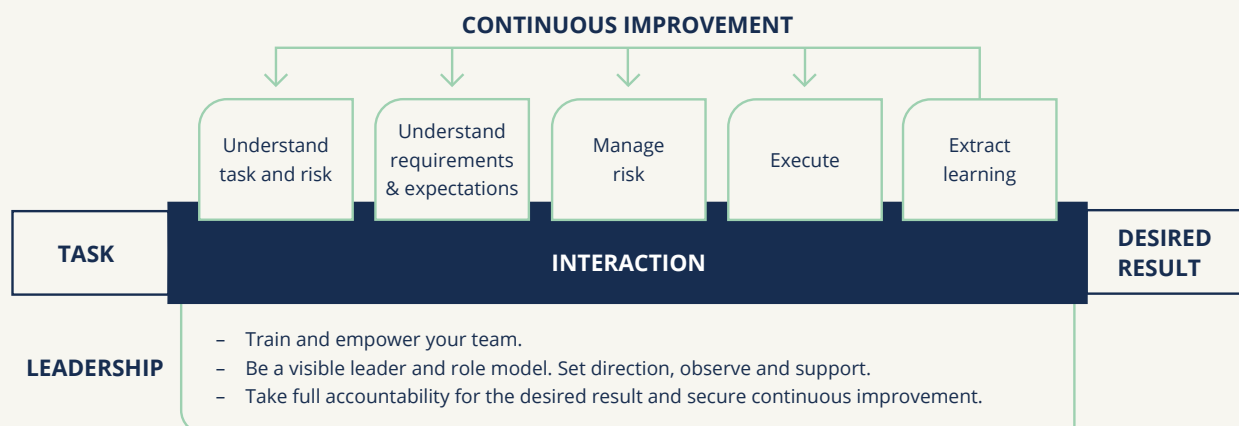 CONTINUOUS IMPROVEMENT
Understand
task and risk
Understand
requirements
& expectations
Manage
risk
Execute
Extract
learning
TASK
INTERACTION
DESIRED
RESULT
LEADERSHIP
– Train and empower your team.
– Be a visible leader and role model. Set direction, observe and support.
– Take full accountability for the desired result and secure continuous improvement.